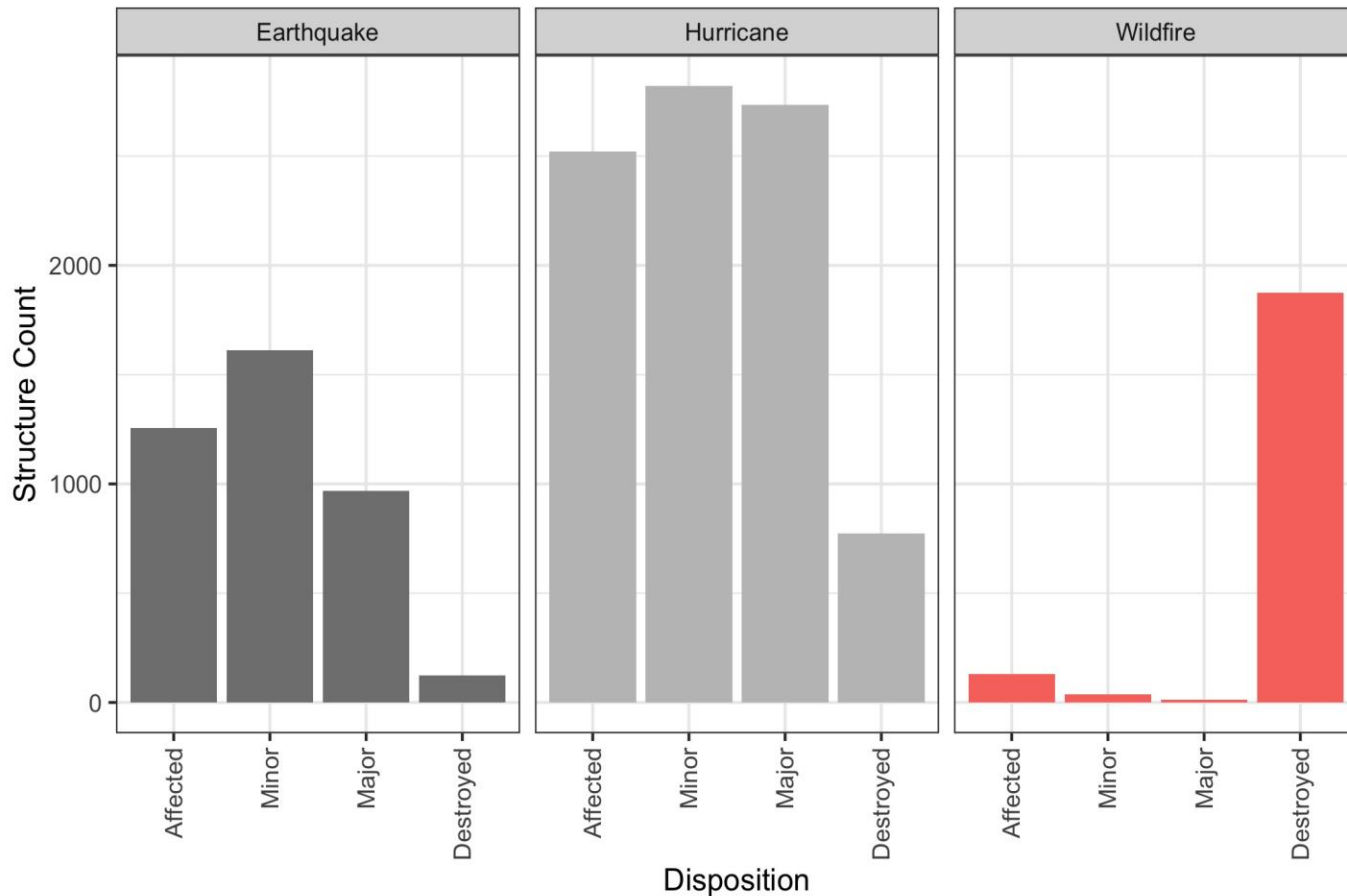 Earthquake
Hurricane
Wildfire
Structure Count
2000
1000
0
Affected
Minor
Major
Destroyed
Affected
Minor
Major
Destroyed
Affected
Minor
Major
Destroyed
Disposition